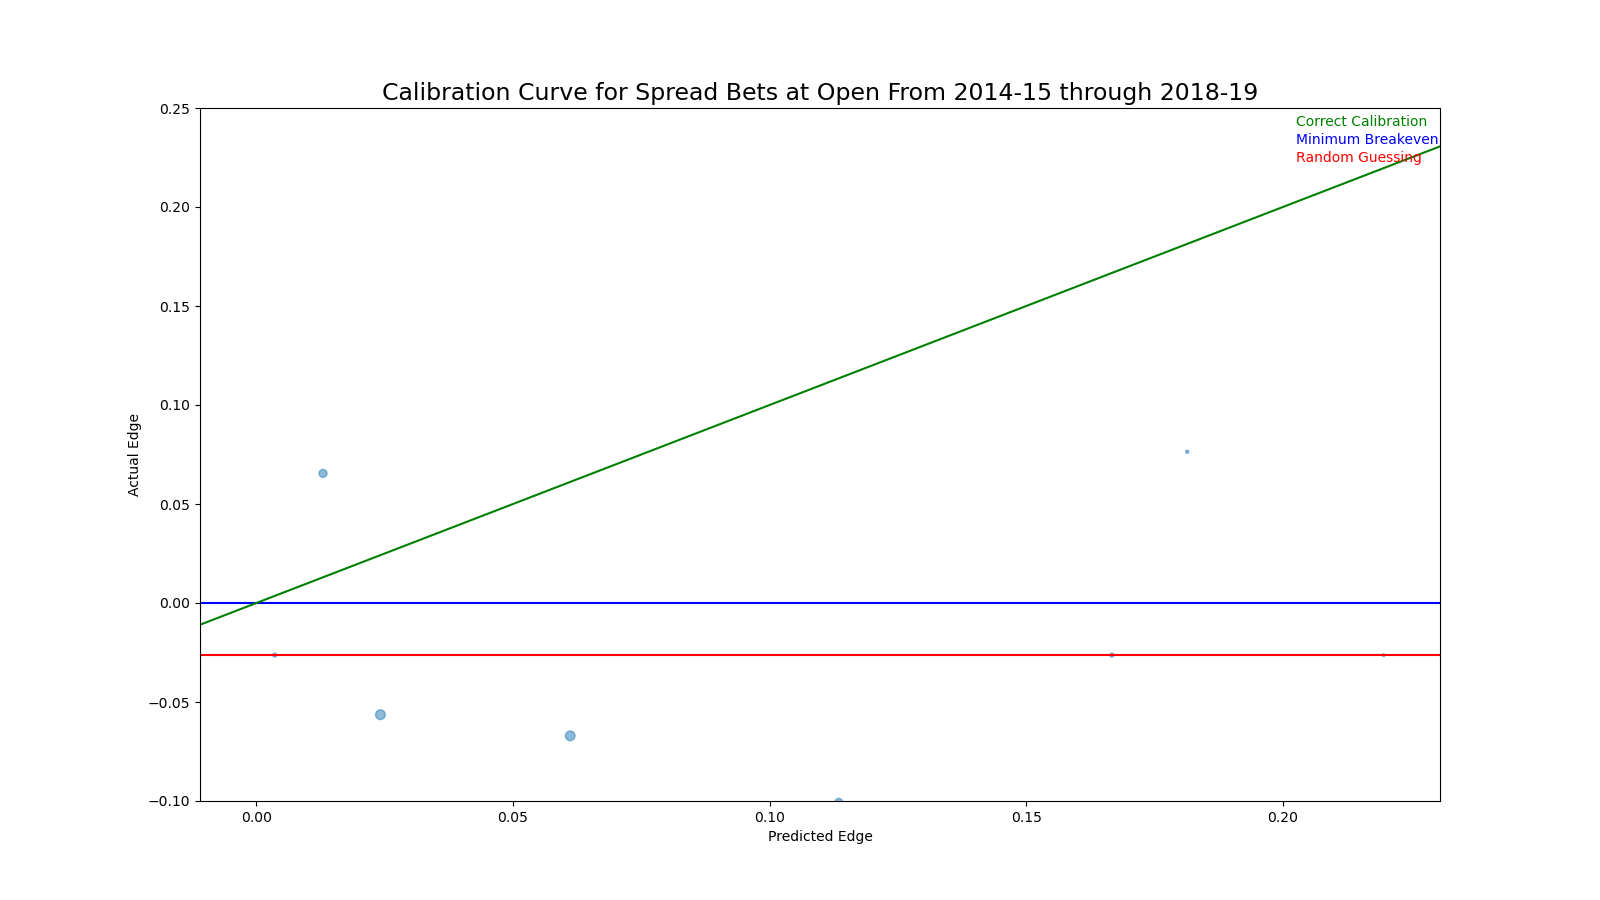 Calibration Curve for Spread Bets at Open From 2014-15 through 2018-19
0.25
Correct Calibration
Minimum Breakeven
Random Guessing
0.20
0.15
0.10
Actual Edge
0.05
0.00
−0.05
−0.10
0.00 0.05 0.10 0.15 0.20
Predicted Edge